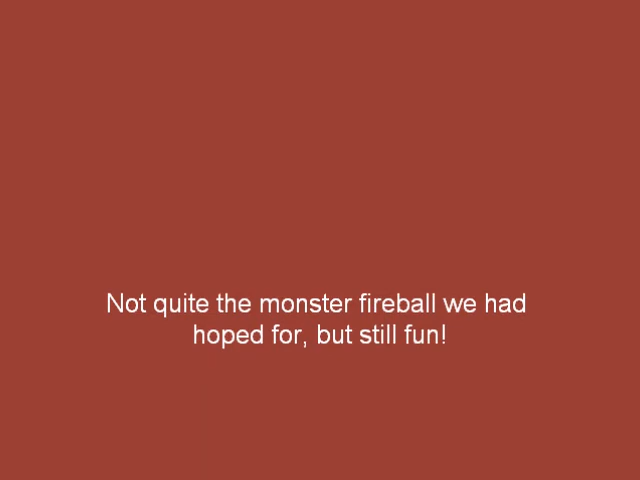 Not quite the monster fireball we had
hoped for, but still fun!